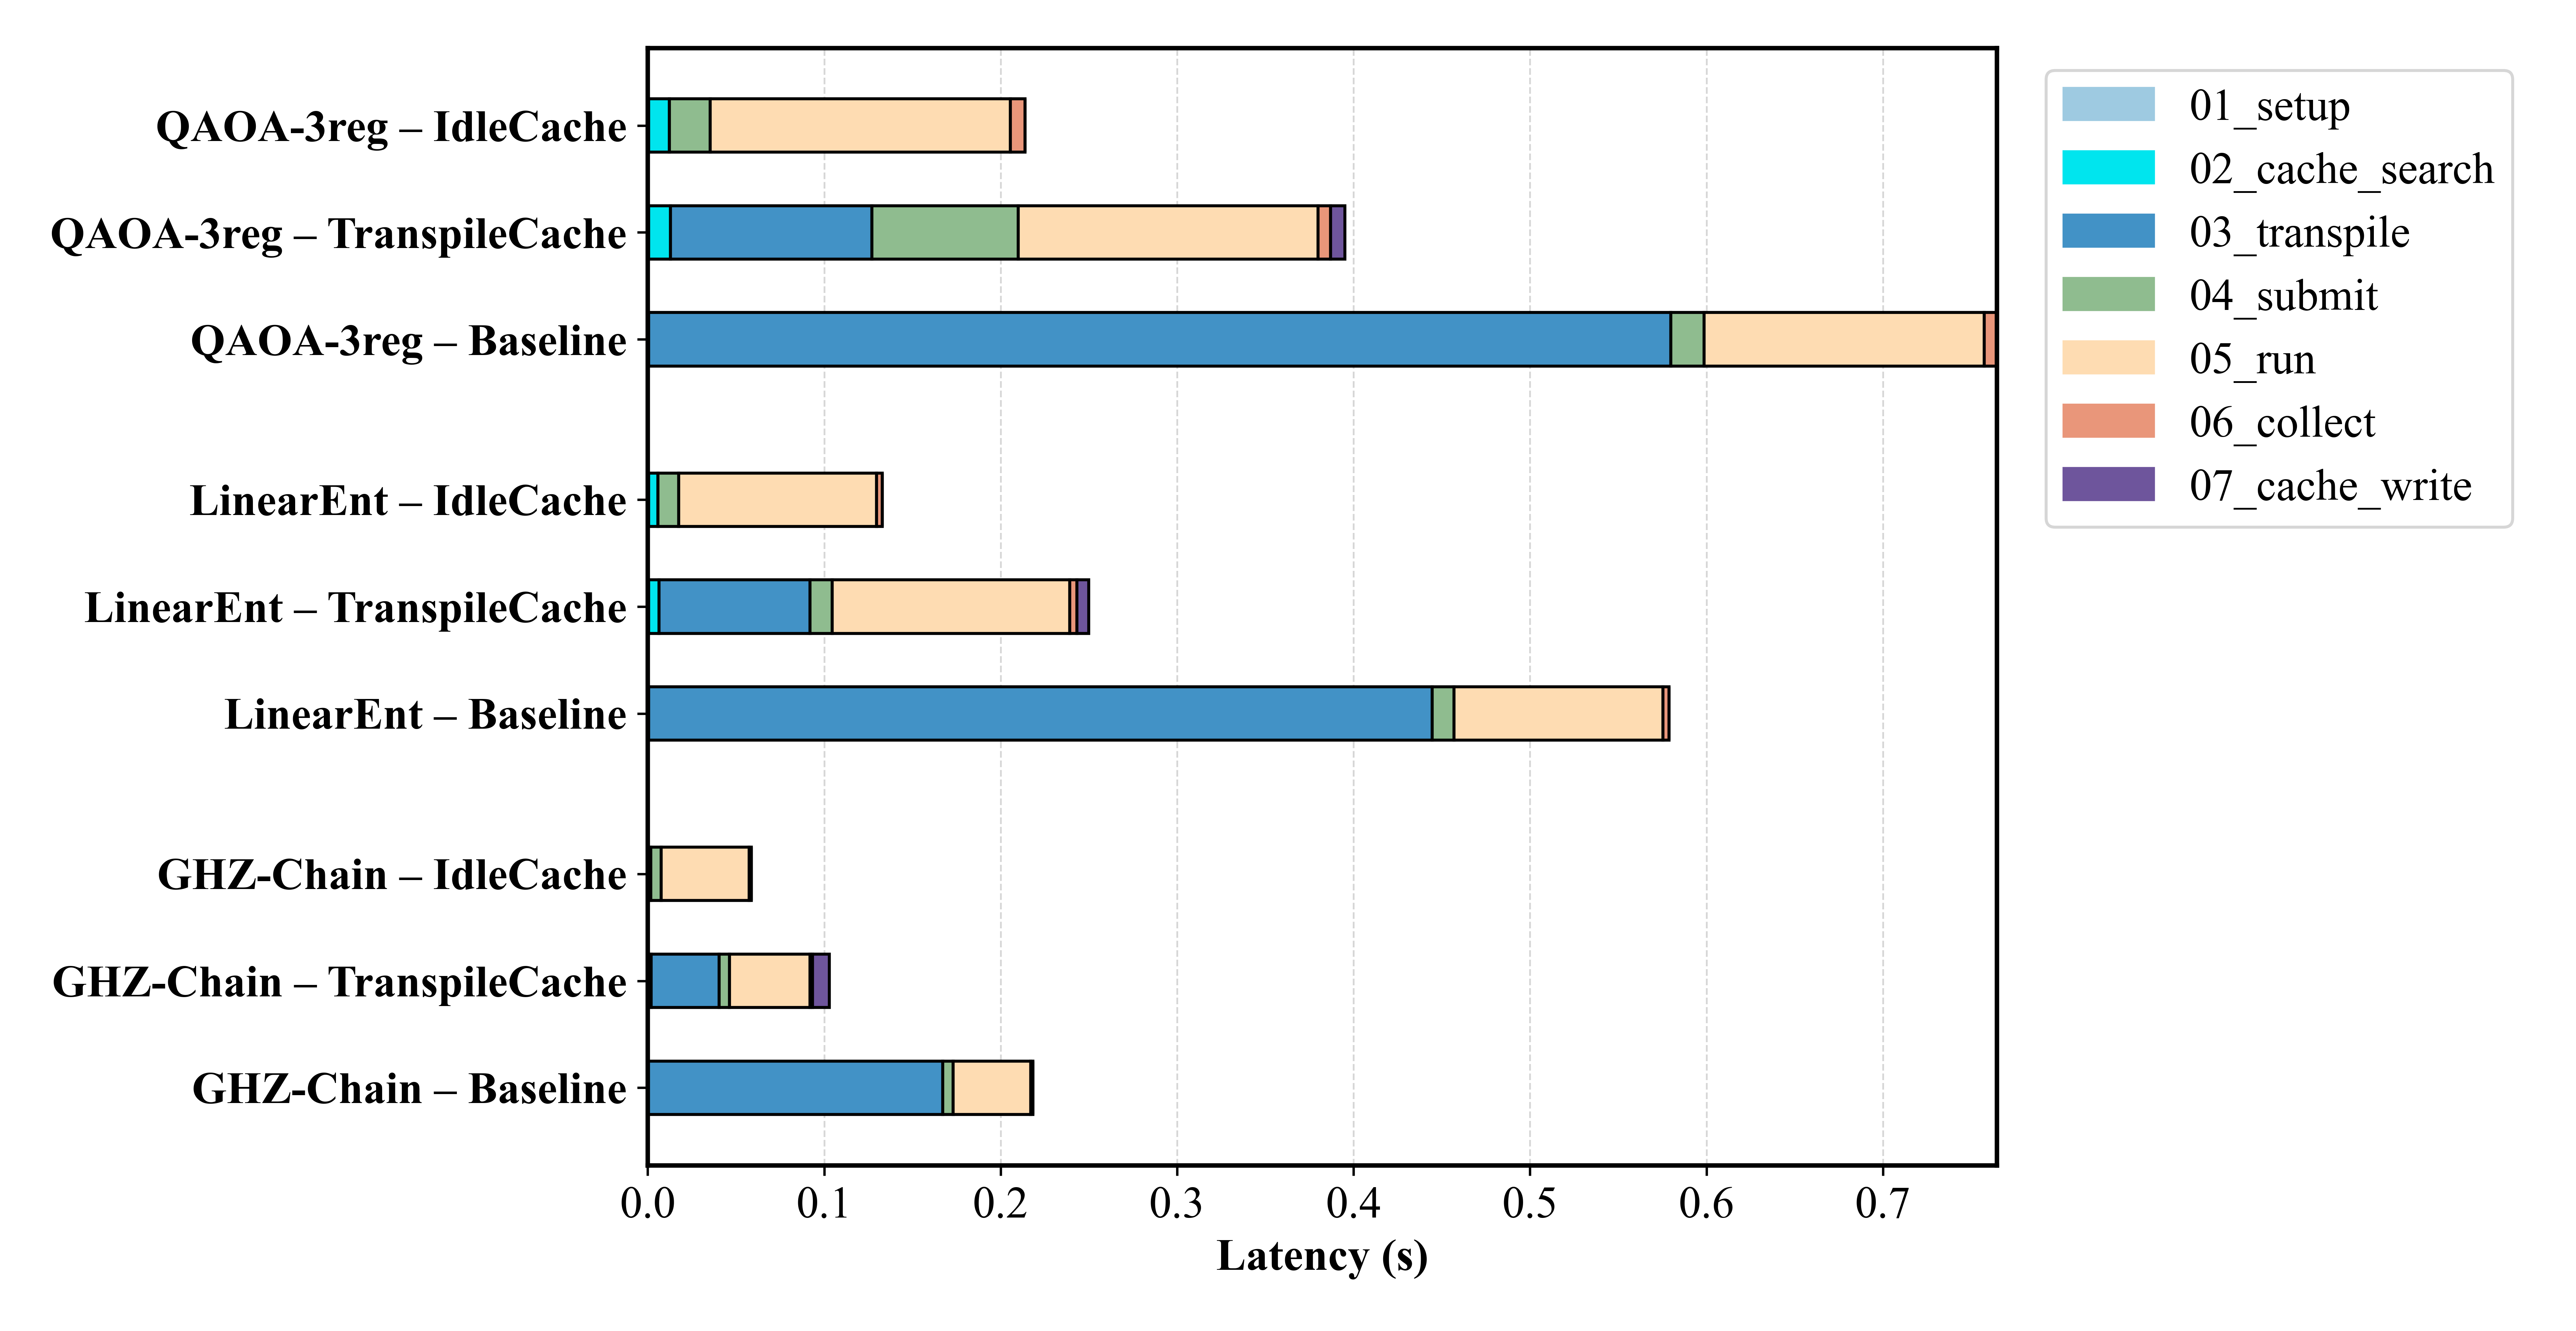 QAOA-3reg – IdleCache
QAOA-3reg – TranspileCache
QAOA-3reg – Baseline
LinearEnt – IdleCache
LinearEnt – TranspileCache
LinearEnt – Baseline
GHZ-Chain – IdleCache
GHZ-Chain – TranspileCache
GHZ-Chain – Baseline
0.0 0.1 0.2 0.3 0.4 0.5 0.6 0.7
Latency (s)
01_setup
02_cache_search
03_transpile
04_submit
05_run
06_collect
07_cache_write